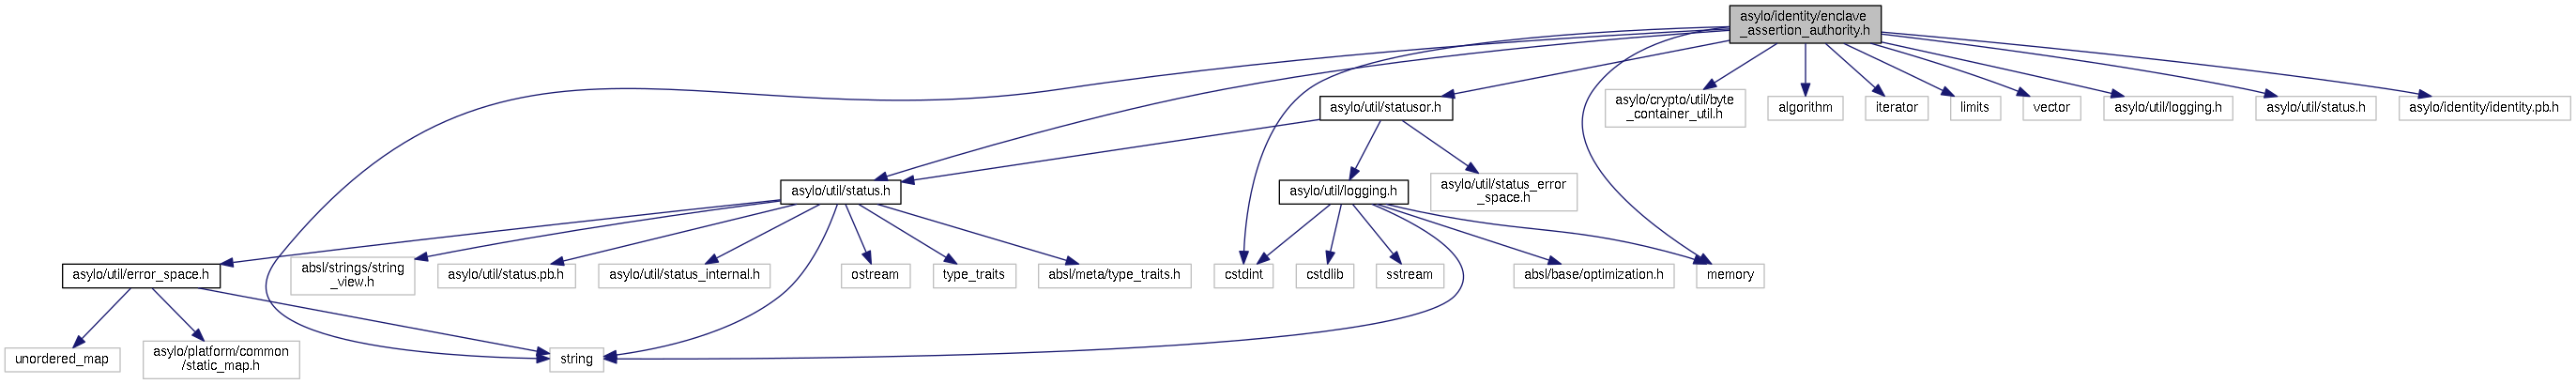 asylo/identity/enclave
_assertion_authority.h
asylo/util/statusor.h
asylo/crypto/util/byte
_container_util.h
algorithm
iterator
limits
vector
asylo/util/logging.h
asylo/util/status.h
asylo/identity/identity.pb.h
asylo/util/status.h
asylo/util/logging.h
asylo/util/status_error
_space.h
asylo/util/error_space.h
absl/strings/string
_view.h
asylo/util/status.pb.h
asylo/util/status_internal.h
ostream
type_traits
absl/meta/type_traits.h
cstdint
cstdlib
sstream
absl/base/optimization.h
memory
unordered_map
asylo/platform/common
/static_map.h
string